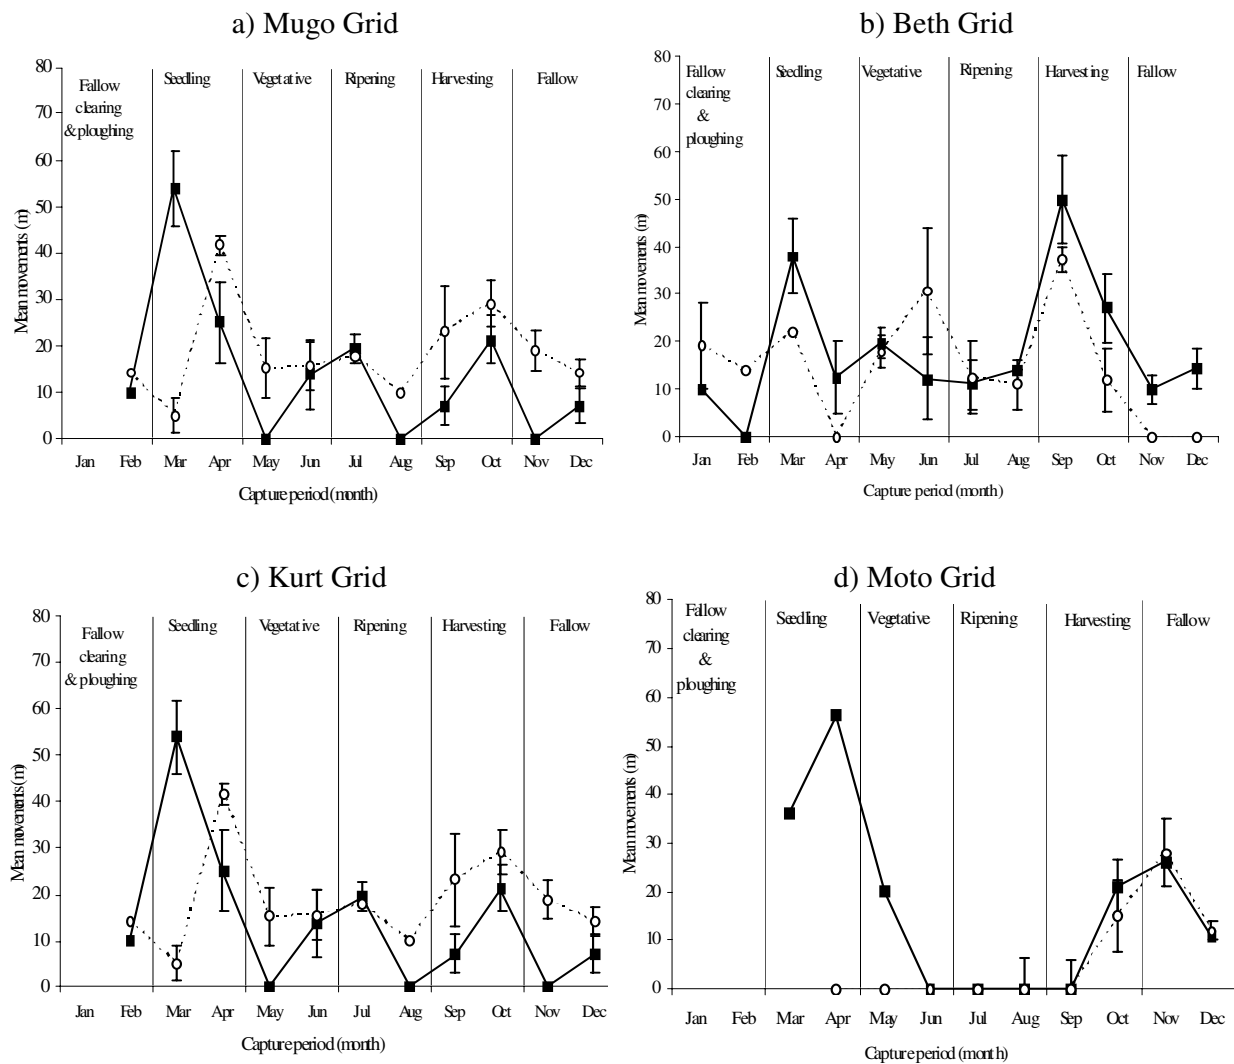 a) Mugo Grid
80
70
60
50
40
30
20
10
0
Mean movements (m)
Fallow
clearing
& ploughing
Seedling
Vegetative
Ripening
Harvesting
Fallow
Jan Feb Mar Apr May Jun Jul Aug Sep Oct Nov Dec
Capture period (month)
b) Beth Grid
80
70
60
50
40
30
20
10
0
Mean movements (m)
Fallow
clearing
&
ploughing
Seedling
Vegetative
Ripening
Harvesting
Fallow
Jan Feb Mar Apr May Jun Jul Aug Sep Oct Nov Dec
Capture period (month)
c) Kurt Grid
80
70
60
50
40
30
20
10
0
Mean movements (m)
Fallow
clearing
& ploughing
Seedling
Vegetative
Ripening
Harvesting
Fallow
Jan Feb Mar Apr May Jun Jul Aug Sep Oct Nov Dec
Capture period (month)
d) Moto Grid
80
70
60
50
40
30
20
10
0
Mean movements (m)
Fallow
clearing
&
ploughing
Seedling
Vegetative
Ripening
Harvesting
Fallow
Jan Feb Mar Apr May Jun Jul Aug Sep Oct Nov Dec
Capture period (month)